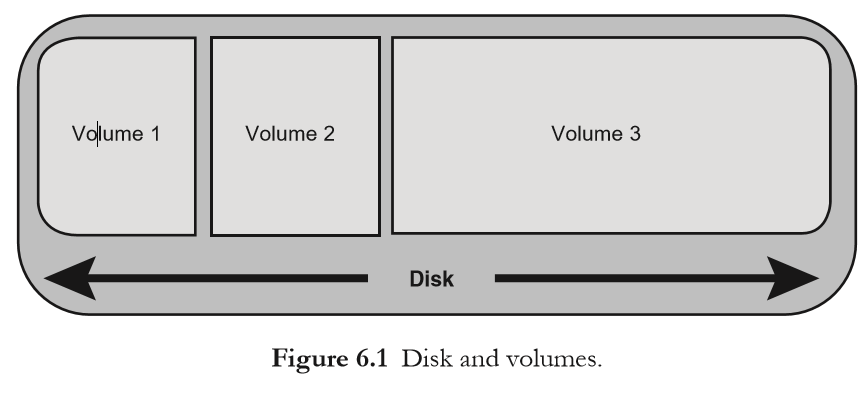 Volume 1 Volume 2 Volume 3
Disk
Figure 6.1 Disk and volumes.